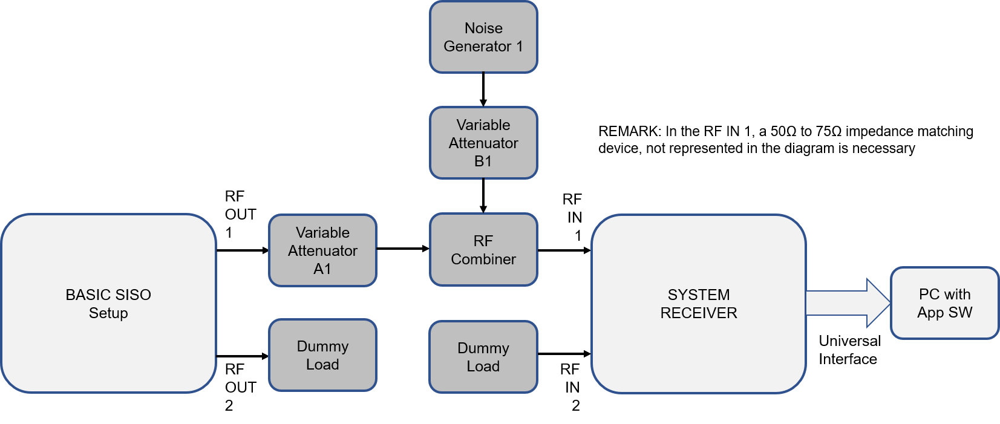 Noise
Generator 1
Variable
Attenuator
B1
REMARK: In the RF IN 1, a 50Ω to 75Ω impedance matching
device, not represented in the diagram is necessary
RF
OUT
1
RF
IN
1
Variable
Attenuator
A1
RF
Combiner
BASIC SISO
Setup
SYSTEM
RECEIVER
PC with
App SW
Dummy
Load
Dummy
Load
Universal
Interface
RF
OUT
2
RF
IN
2